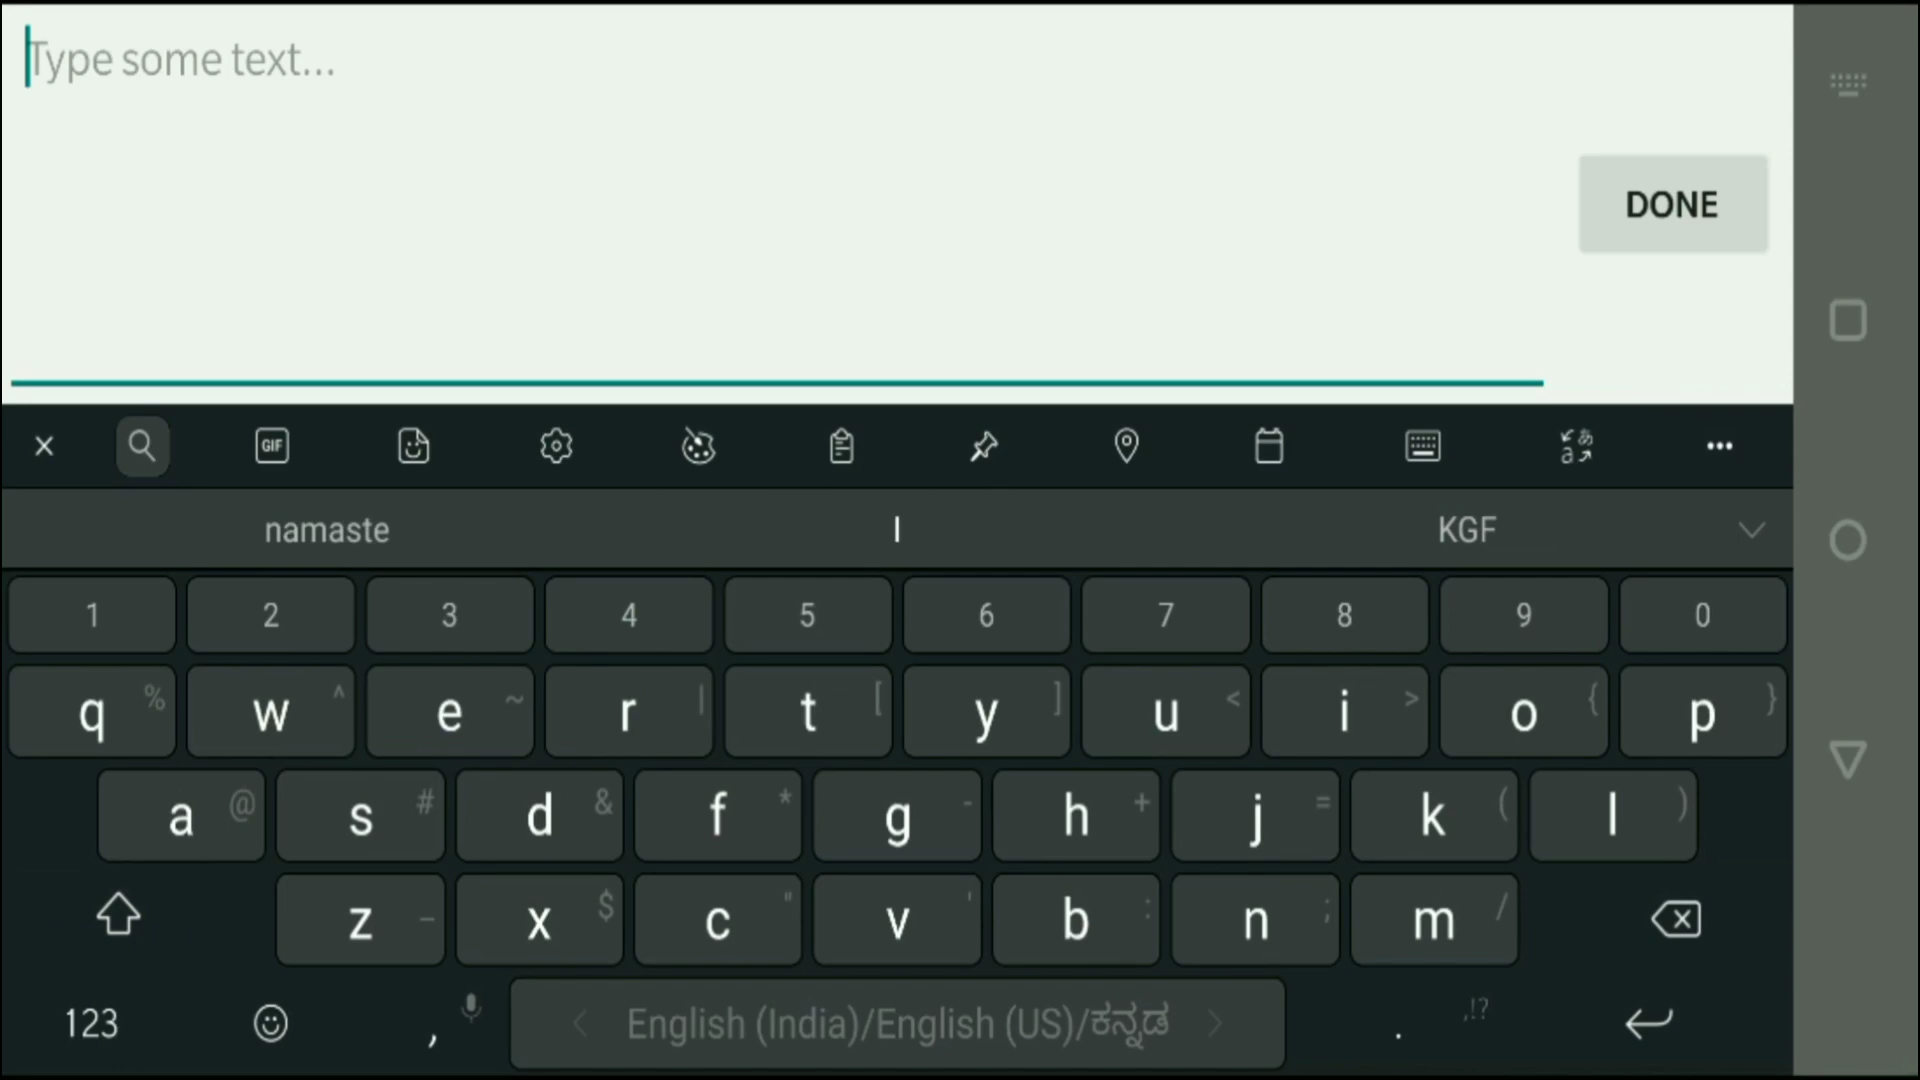 Type some text...
DONE
GIF
namaste I KGF
1 2 3 4 5 6 7 8 9 0
q % w ^ e ~ r | t [ y ] u < i > o { p }
a @ s # d & f * g - h + j = k ( l )
z _ x $ c " v ' b : n ; m /
123 , English (India)/English (US)/ಕನ್ನಡ . ,!?